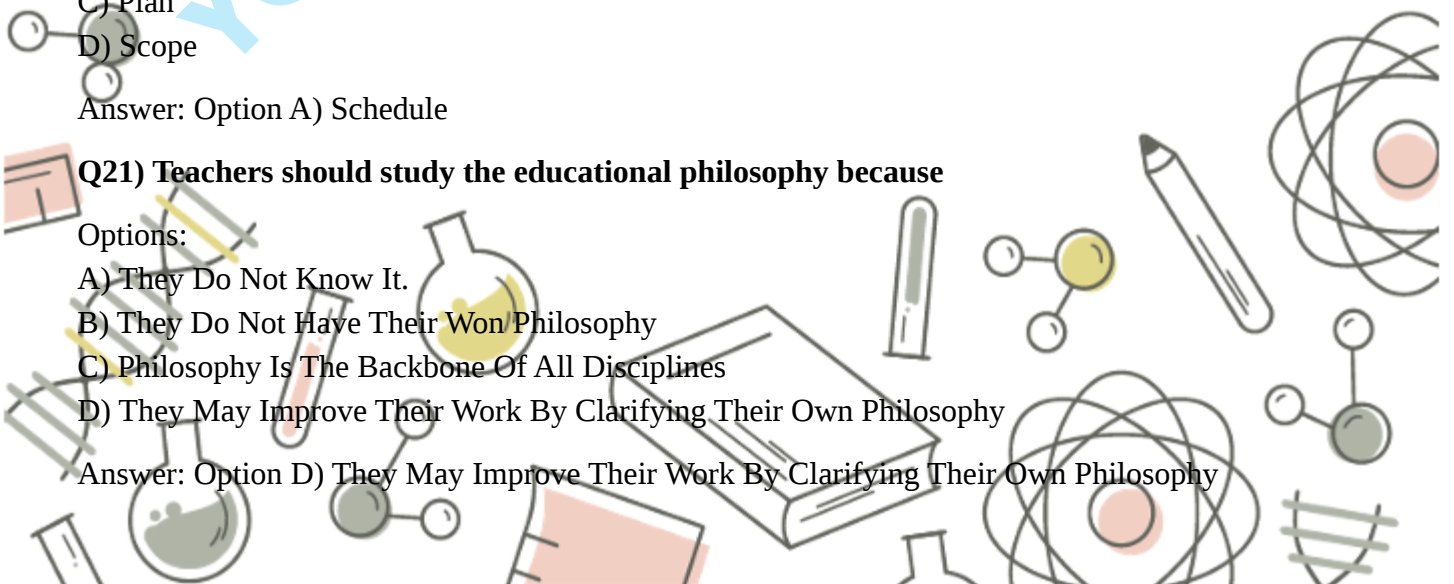 C) Plan
D) Scope
Answer: Option A) Schedule
Q21) Teachers should study the educational philosophy because
Options:
A) They Do Not Know It.
B) They Do Not Have Their Won Philosophy
C) Philosophy Is The Backbone Of All Disciplines
D) They May Improve Their Work By Clarifying Their Own Philosophy
Answer: Option D) They May Improve Their Work By Clarifying Their Own Philosophy